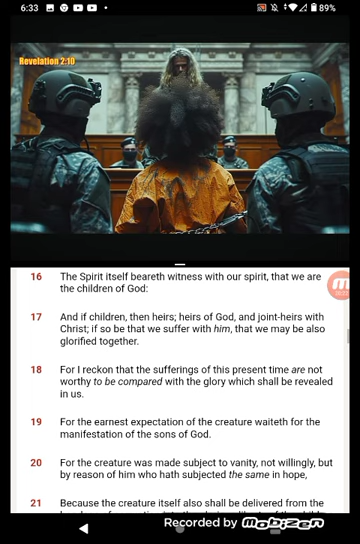 6:33
89%
Revelation 2:10
16 The Spirit itself beareth witness with our spirit, that we are
the children of God:
17 And if children, then heirs; heirs of God, and joint-heirs with
Christ; if so be that we suffer with him, that we may be also
glorified together.
18 For I reckon that the sufferings of this present time are not
worthy to be compared with the glory which shall be revealed
in us.
19 For the earnest expectation of the creature waiteth for the
manifestation of the sons of God.
20 For the creature was made subject to vanity, not willingly, but
by reason of him who hath subjected the same in hope,
21 Because the creature itself also shall be delivered from the
Recorded by Mobizen